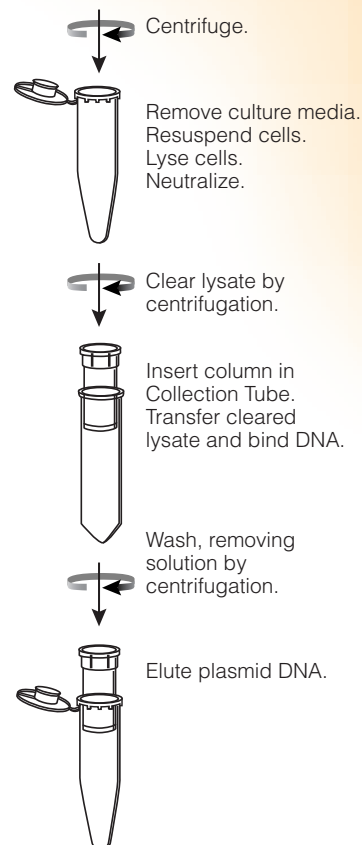 Centrifuge.
Remove culture media.
Resuspend cells.
Lyse cells.
Neutralize.
Clear lysate by
centrifugation.
Insert column in
Collection Tube.
Transfer cleared
lysate and bind DNA.
Wash, removing
solution by
centrifugation.
Elute plasmid DNA.